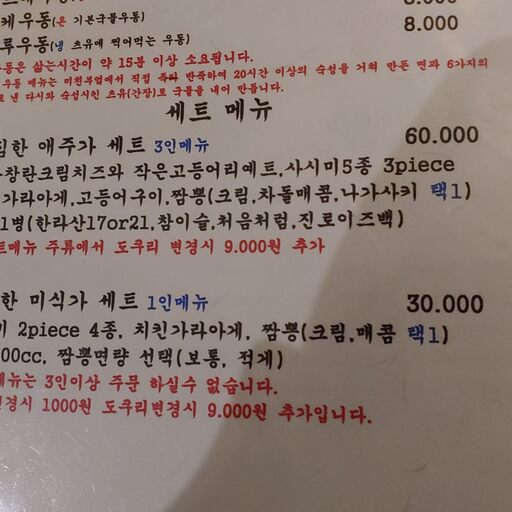 케우동(온 기본국물우동) 8.000
루우동(냉 츠유에 찍어먹는 우동)
동은 삶는시간이 약 15분 이상 소요됩니다.
우동 메뉴는 미친부엌에서 직접 반죽하여 20시간 이상의 숙성을 거쳐 만든 면과 6가지의
낸 다시와 숙성시킨 츠유(간장)로 국물을 내어 만듭니다.
세트 메뉴
한 애주가 세트 3인메뉴 60.000
창란크림치즈와 작은고등어리예트,사시미5종 3piece
가라아게,고등어구이,짬뽕(크림,차돌매콤,나가사키 택1)
1병(한라산17or21,참이슬,처음처럼,진로이즈백)
트메뉴 주류에서 도쿠리 변경시 9.000원 추가
한 미식가 세트 1인메뉴 30.000
2piece 4종, 치킨가라아게, 짬뽕(크림,매콤 택1)
00cc, 짬뽕면량 선택(보통, 적게)
메뉴는 3인이상 주문 하실수 없습니다.
변경시 1000원 도쿠리변경시 9.000원 추가입니다.